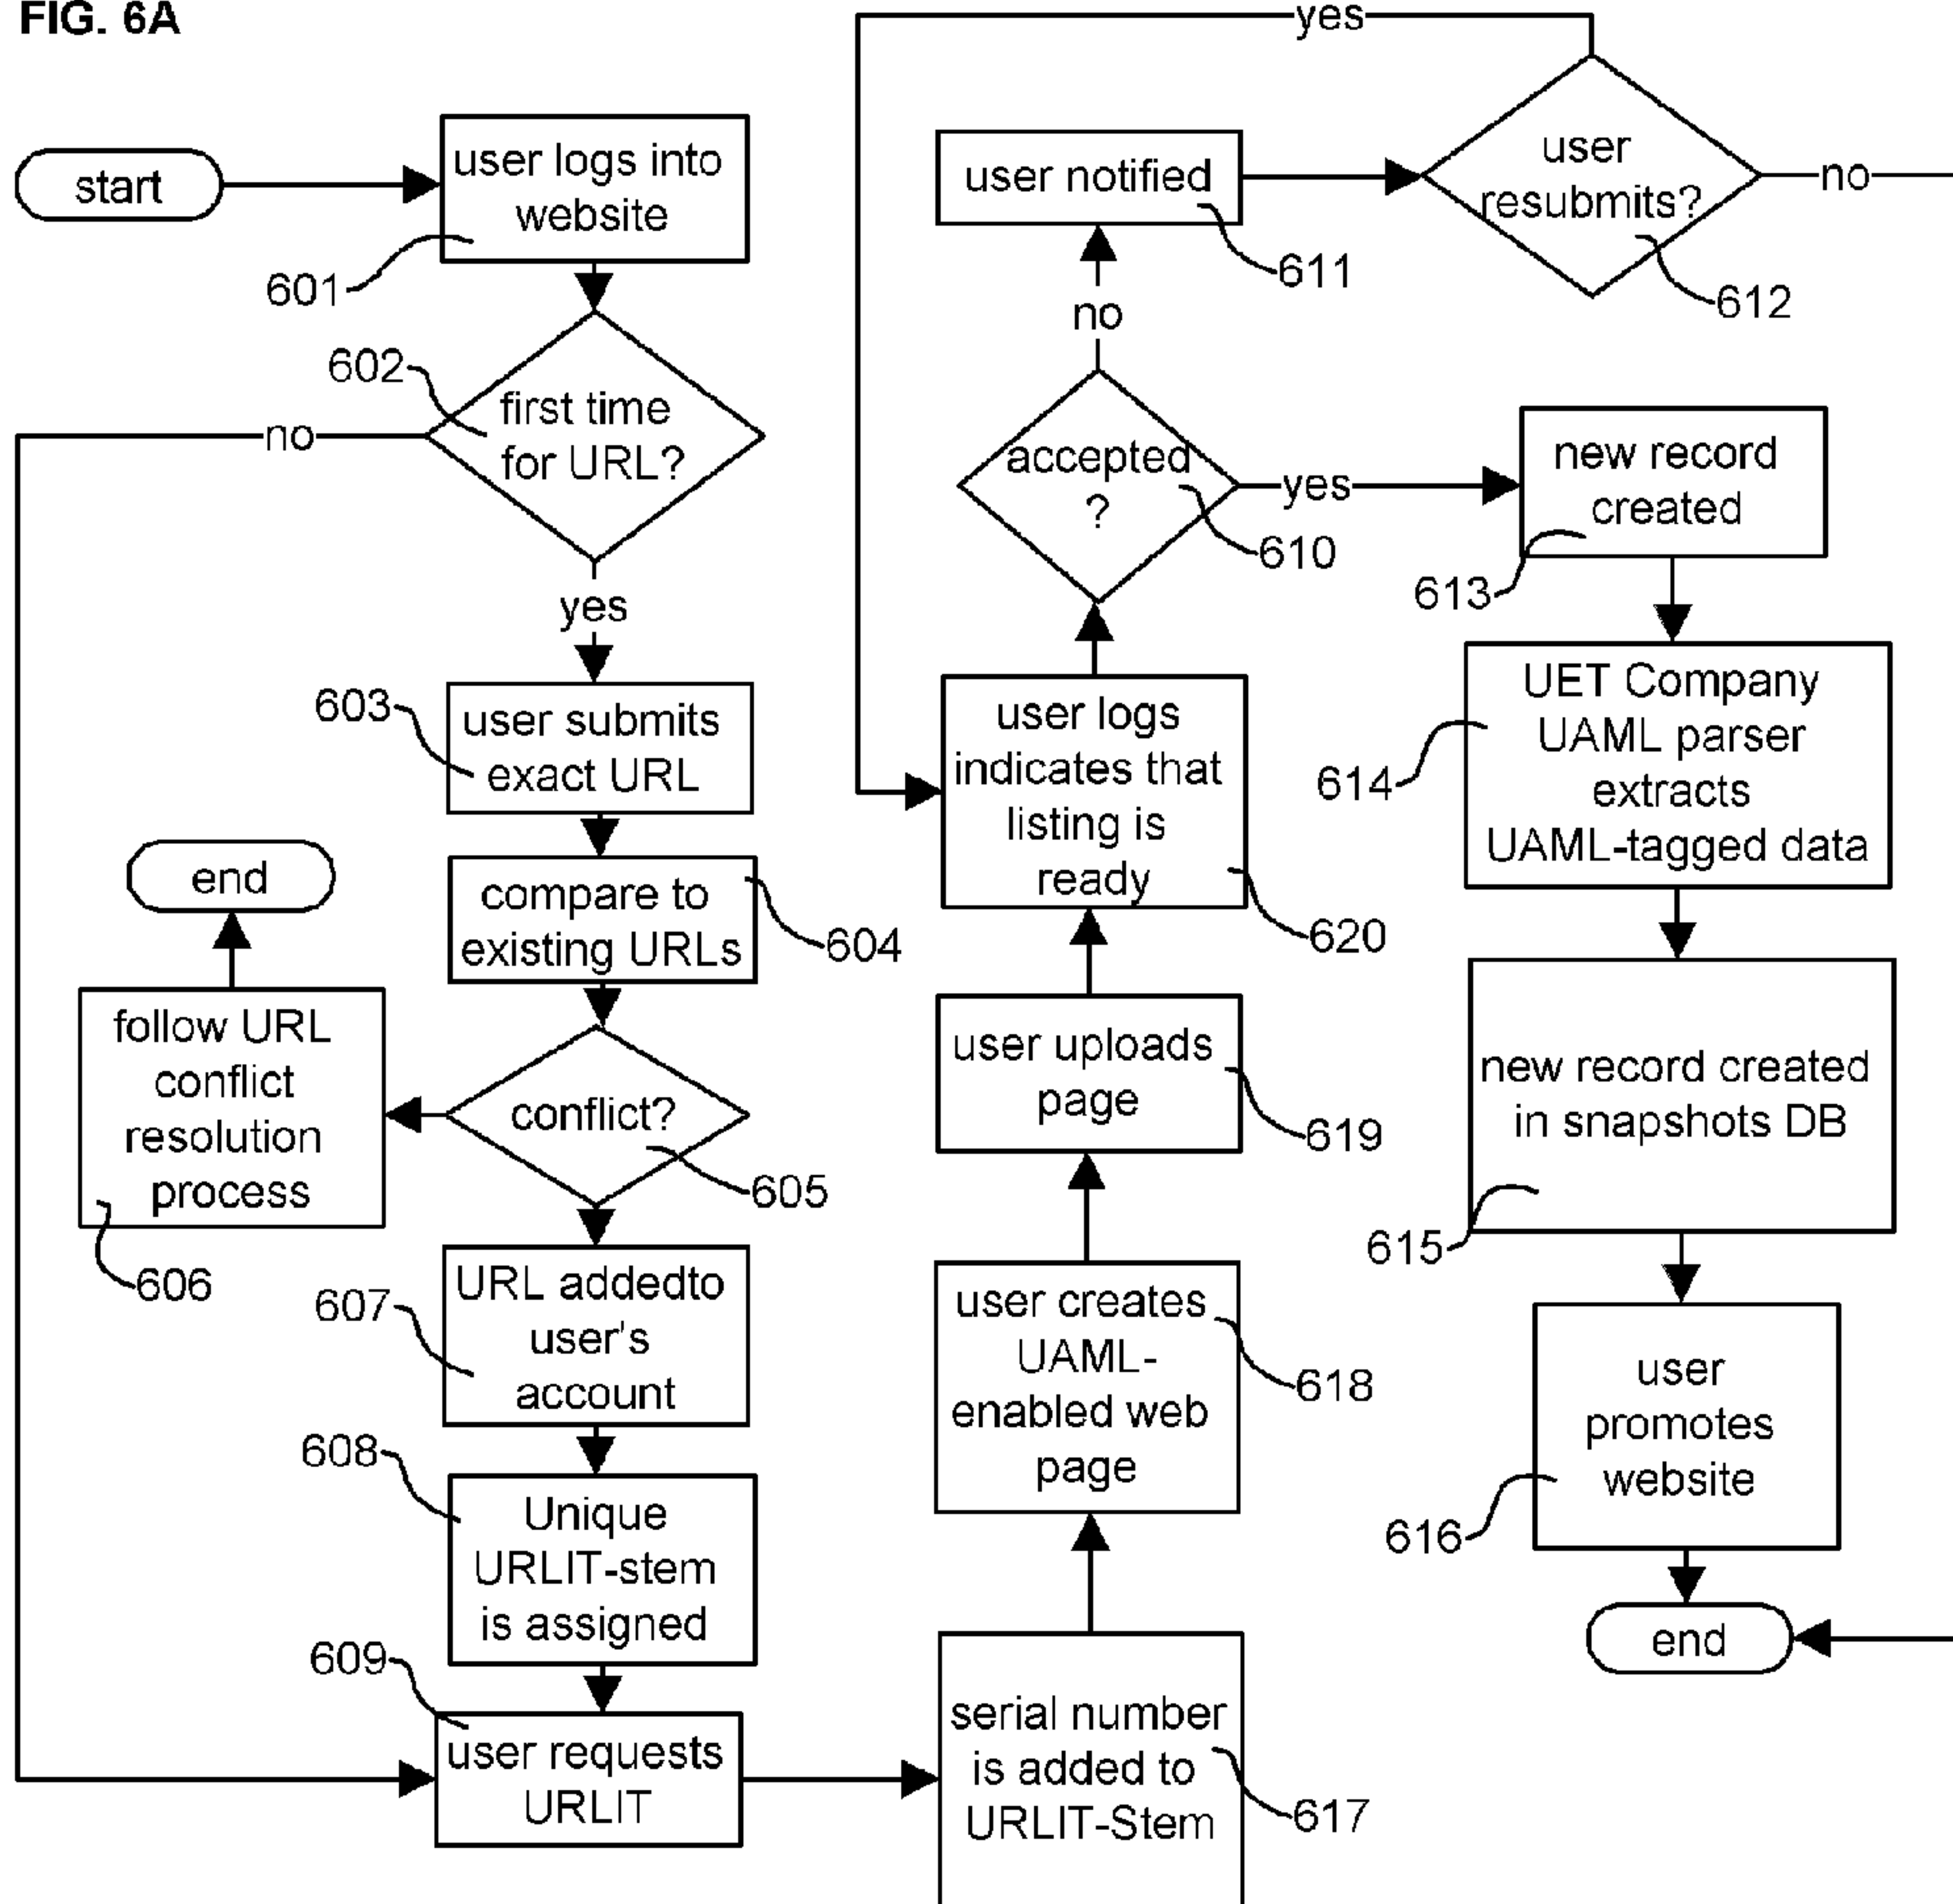 FIG. 6A
start
user logs into
website
601
602
first time
for URL?
no
yes
603
user submits
exact URL
compare to
existing URLs
604
end
follow URL
conflict
resolution
process
606
conflict?
605
607
URL addedto
user's
account
608
Unique
URLIT-stem
is assigned
609
user requests
URLIT
serial number
is added to
URLIT-Stem
617
user creates
UAML-
enabled web
page
618
user uploads
page
619
user logs
indicates that
listing is
ready
620
accepted
?
610
no
user notified
611
user
resubmits?
612
yes
no
yes
new record
created
613
UET Company
UAML parser
extracts
UAML-tagged data
614
new record created
in snapshots DB
615
user
promotes
website
616
end